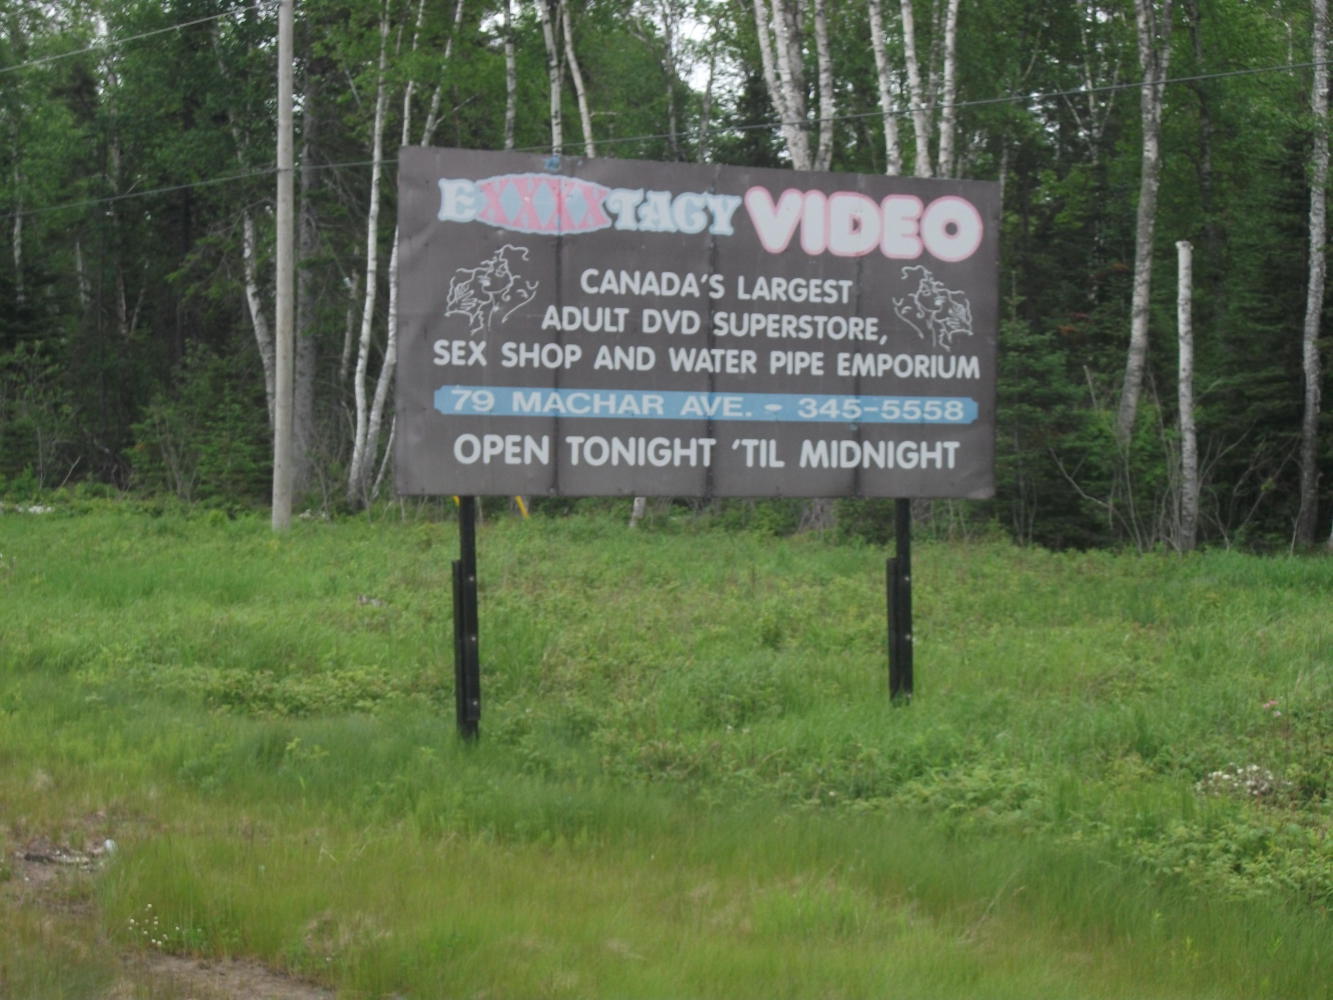 EXXXXTACY VIDEO
CANADA'S LARGEST
ADULT DVD SUPERSTORE,
SEX SHOP AND WATER PIPE EMPORIUM
79 MACHAR AVE. - 345-5558
OPEN TONIGHT 'TIL MIDNIGHT